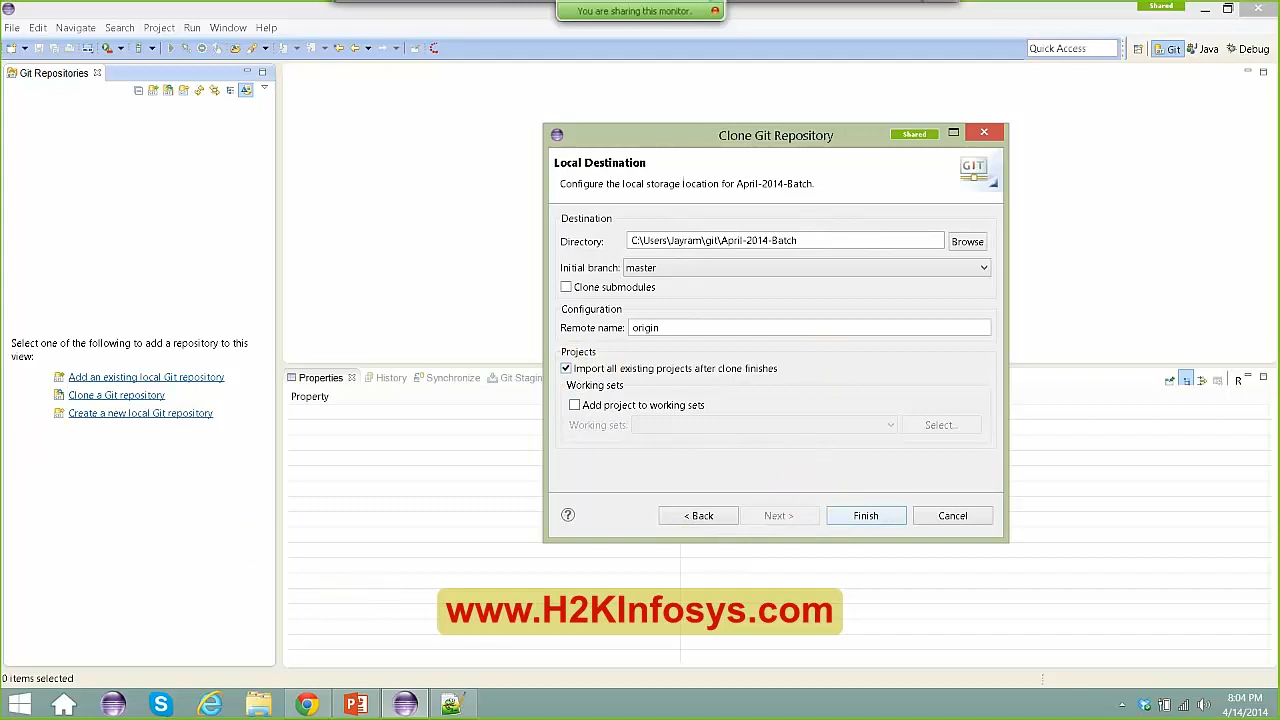 You are sharing this monitor.
Shared
File Edit Navigate Search Project Run Window Help
Quick Access
Git
Java
Debug
Git Repositories
Select one of the following to add a repository to this
view:
Add an existing local Git repository
Clone a Git repository
Create a new local Git repository
Clone Git Repository
Shared
Local Destination
Configure the local storage location for April-2014-Batch.
GIT
Destination
Directory: C:\Users\Jayram\git\April-2014-Batch Browse
Initial branch: master
Clone submodules
Configuration
Remote name: origin
Projects
Import all existing projects after clone finishes
Working sets
Add project to working sets
Working sets: Select...
< Back Next > Finish Cancel
Properties History Synchronize Git Stagin
Property
www.H2KInfosys.com
0 items selected
8:04 PM
4/14/2014